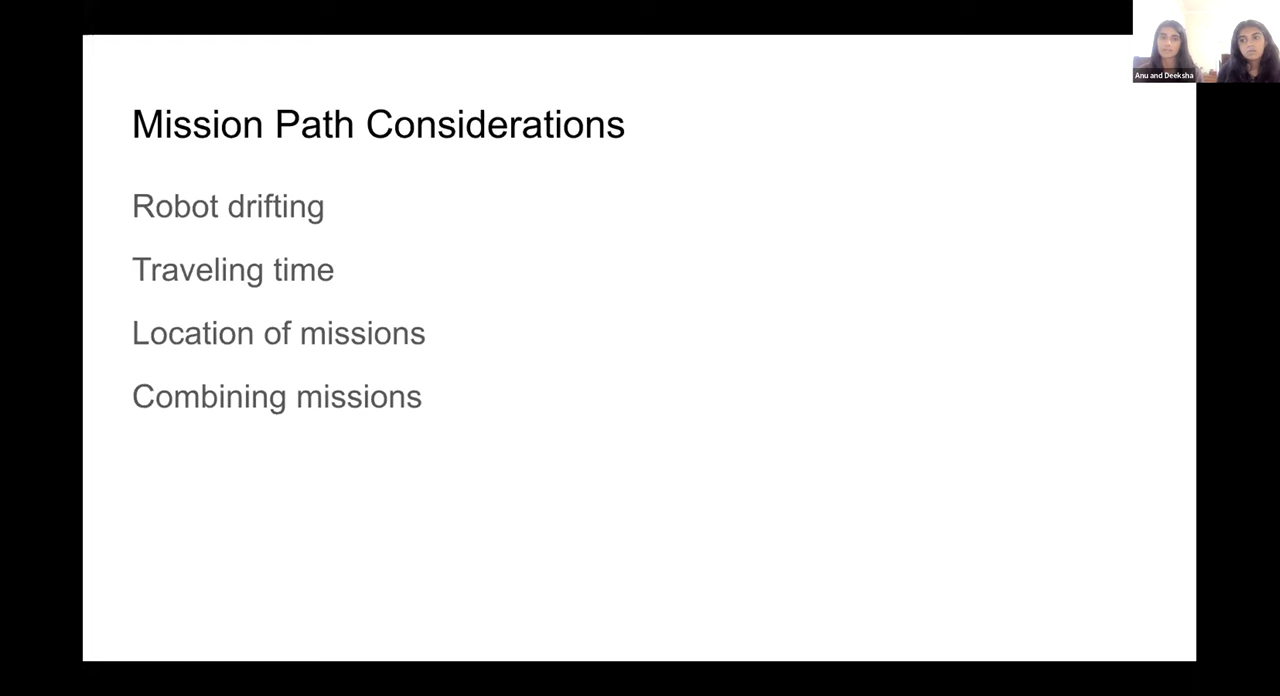 Anu and Deeksha
Mission Path Considerations
Robot drifting
Traveling time
Location of missions
Combining missions